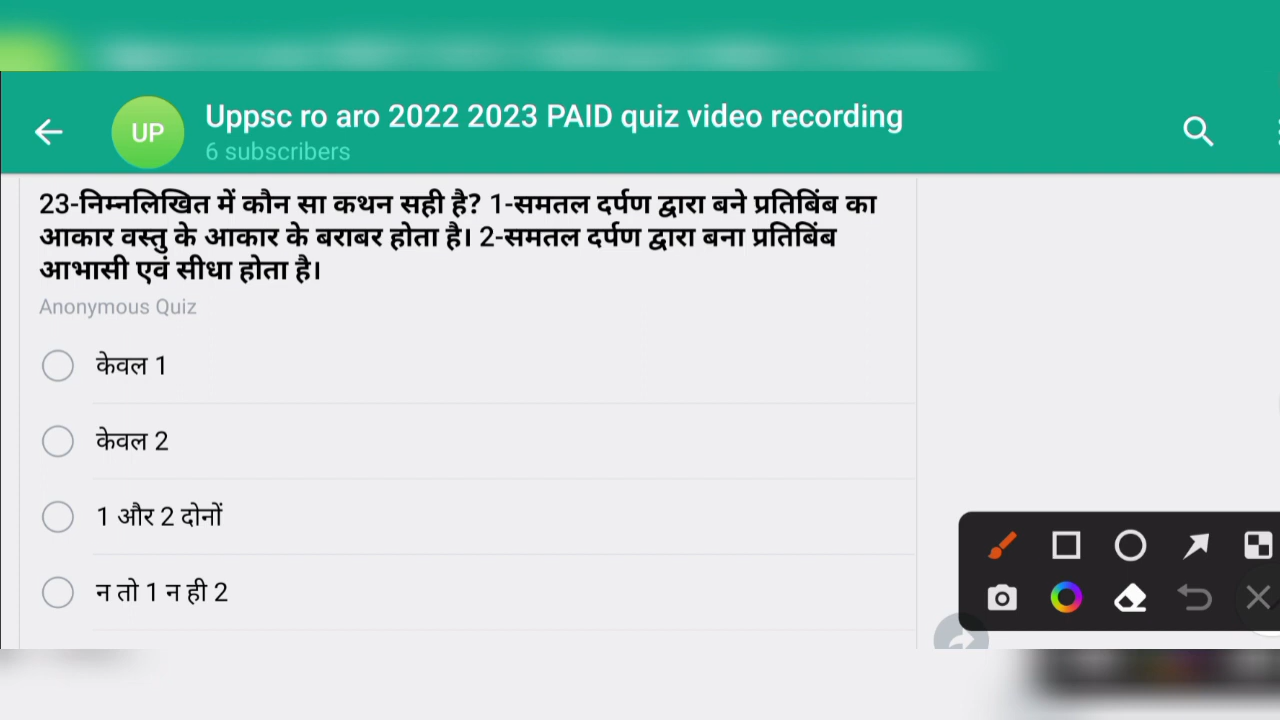 UP
Uppsc ro aro 2022 2023 PAID quiz video recording
6 subscribers
23-निम्नलिखित में कौन सा कथन सही है? 1-समतल दर्पण द्वारा बने प्रतिबिंब का
आकार वस्तु के आकार के बराबर होता है। 2-समतल दर्पण द्वारा बना प्रतिबिंब
आभासी एवं सीधा होता है।
Anonymous Quiz
केवल 1
केवल 2
1 और 2 दोनों
न तो 1 न ही 2